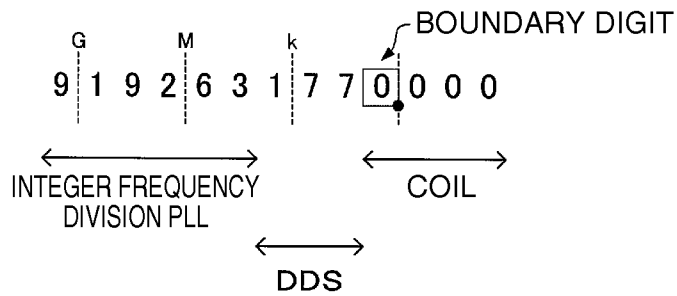 BOUNDARY DIGIT
G M k
9 1 9 2 6 3 1 7 7 0 0 0 0
INTEGER FREQUENCY
DIVISION PLL
COIL
DDS